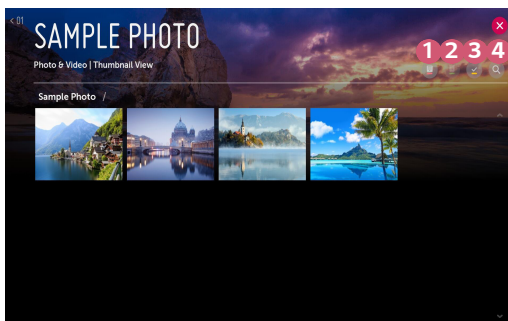 < 01
SAMPLE PHOTO
Photo & Video | Thumbnail View
1 2 3 4
Sample Photo /